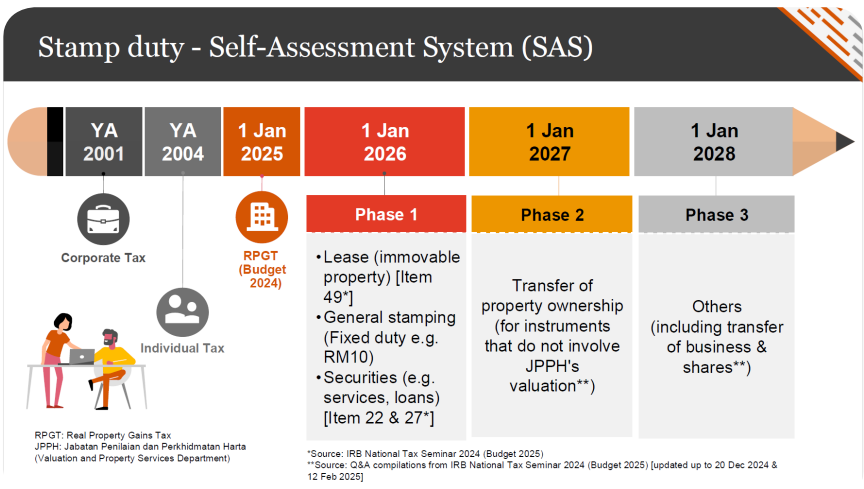 Stamp duty - Self-Assessment System (SAS)
YA
2001
YA
2004
1 Jan
2025
1 Jan
2026
1 Jan
2027
1 Jan
2028
Corporate Tax
Individual Tax
RPGT
(Budget
2024)
Phase 1
•Lease (immovable
property) [Item
49*]
•General stamping
(Fixed duty e.g.
RM10)
•Securities (e.g.
services, loans)
[Item 22 & 27*]
Phase 2
Transfer of
property ownership
(for instruments
that do not involve
JPPH's
valuation**)
Phase 3
Others
(including transfer
of business &
shares**)
RPGT: Real Property Gains Tax
JPPH: Jabatan Penilaian dan Perkhidmatan Harta
(Valuation and Property Services Department)
*Source: IRB National Tax Seminar 2024 (Budget 2025)
**Source: Q&A compilations from IRB National Tax Seminar 2024 (Budget 2025) [updated up to 20 Dec 2024 &
12 Feb 2025]